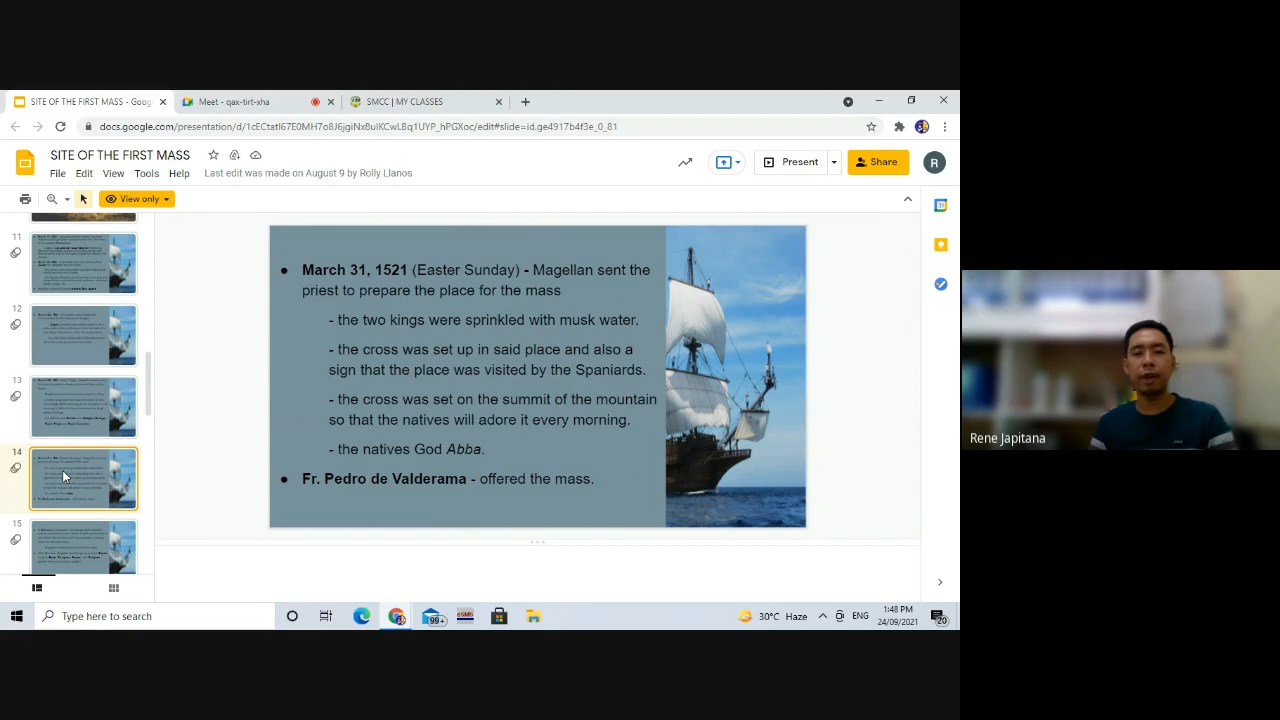 SITE OF THE FIRST MASS - Goog
Meet - qax-tirt-xha
SMCC | MY CLASSES
docs.google.com/presentation/d/1cECtatI67E0MH7o8J6jgiNx8uIKCwLBq1UYP_hPGXoc/edit#slide=id.ge4917b4f3e_0_81
SITE OF THE FIRST MASS
File Edit View Tools Help
Last edit was made on August 9 by Rolly Llanos
Present
Share
R
View only
11
12
13
14
15
● March 31, 1521 (Easter Sunday) - Magellan sent the
priest to prepare the place for the mass
- the two kings were sprinkled with musk water.
- the cross was set up in said place and also a
sign that the place was visited by the Spaniards.
- the cross was set on the summit of the mountain
so that the natives will adore it every morning.
- the natives God Abba.
● Fr. Pedro de Valderama - offered the mass.
Rene Japitana
Type here to search
99+
eSMS
30°C Haze
ENG
1:48 PM
24/09/2021
20